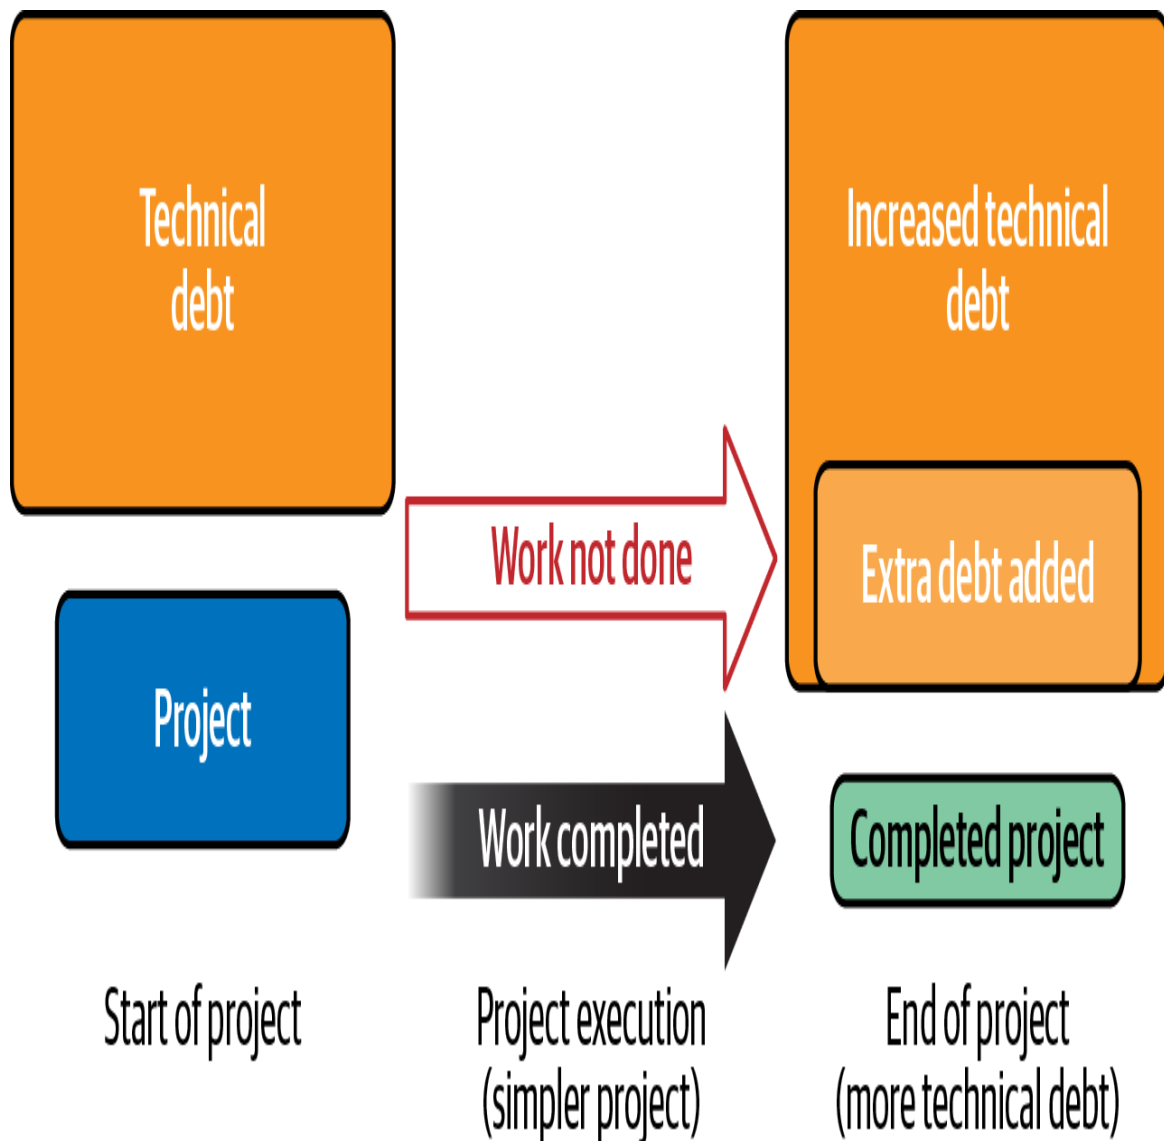 Technical
debt
Increased technical
debt
Work not done
Extra debt added
Project
Work completed
Completed project
Start of project
Project execution
(simpler project)
End of project
(more technical debt)